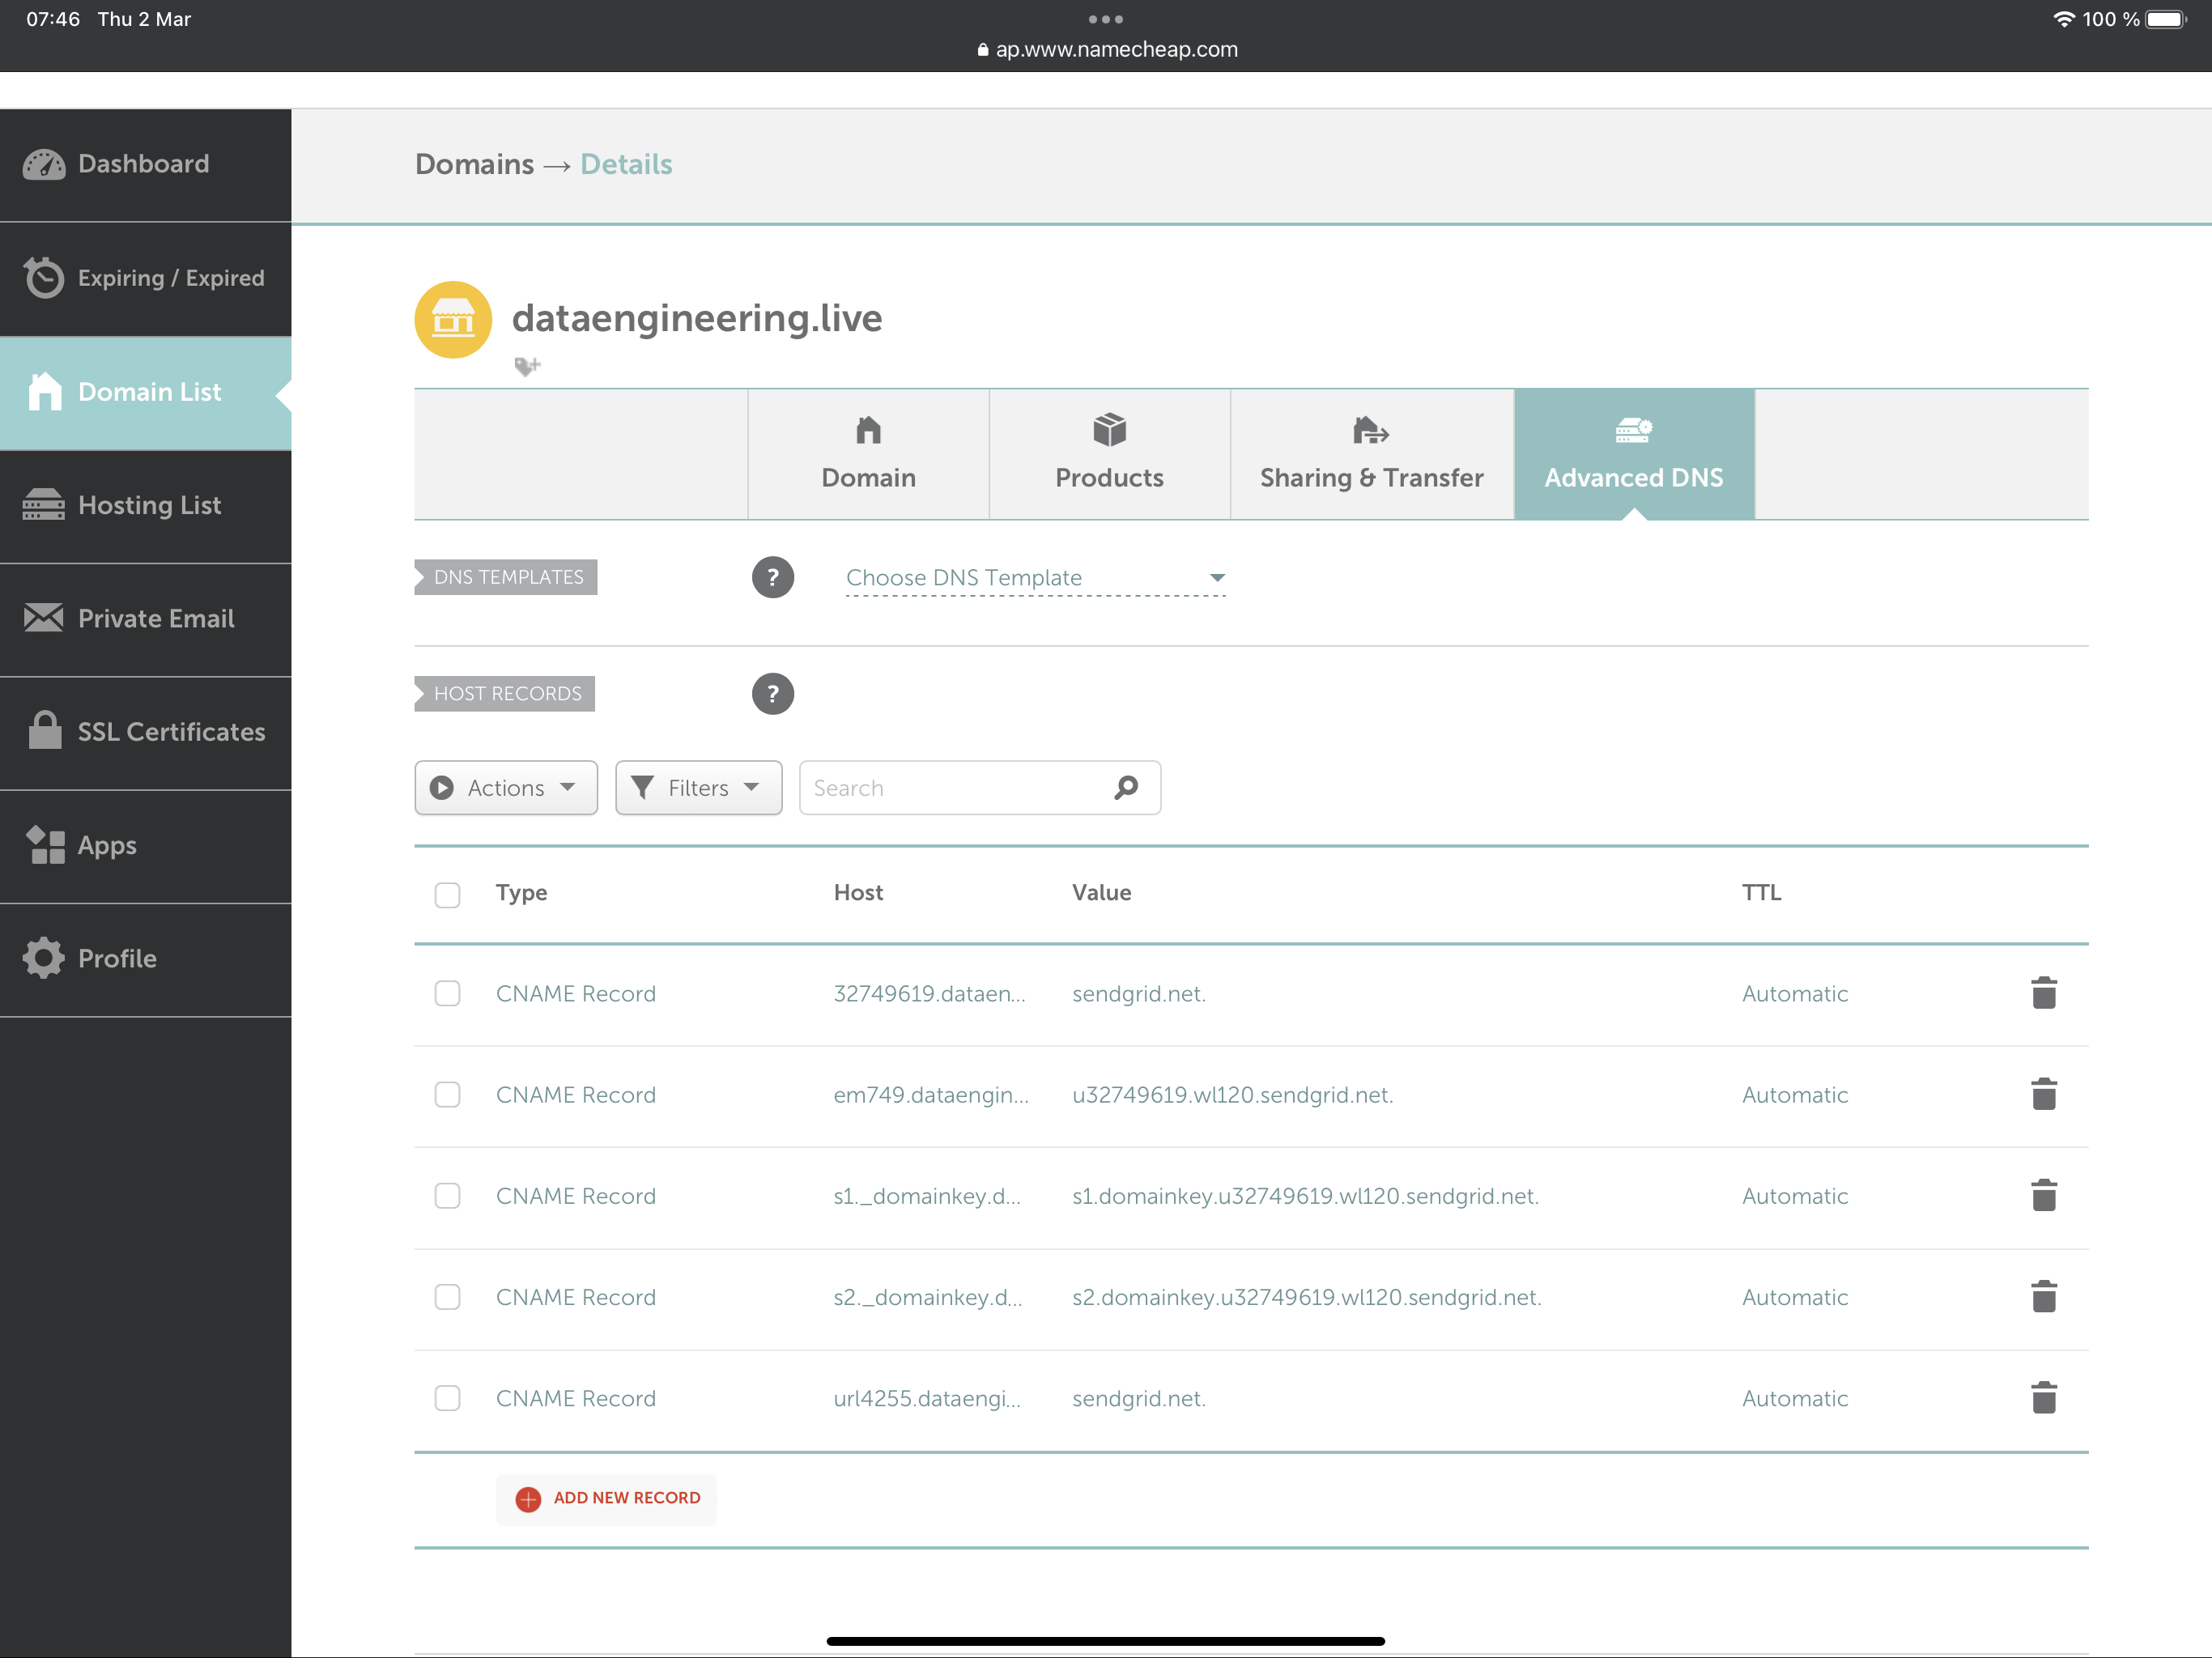 07:46 Thu 2 Mar
100 %
ap.www.namecheap.com
Dashboard
Expiring / Expired
Domain List
Hosting List
Private Email
SSL Certificates
Apps
Profile
Domains → Details
dataengineering.live
Domain
Products
Sharing & Transfer
Advanced DNS
DNS TEMPLATES
?
Choose DNS Template
HOST RECORDS
?
Actions
Filters
Search
Type Host Value TTL
CNAME Record 32749619.dataen... sendgrid.net. Automatic
CNAME Record em749.dataengin... u32749619.wl120.sendgrid.net. Automatic
CNAME Record s1._domainkey.d... s1.domainkey.u32749619.wl120.sendgrid.net. Automatic
CNAME Record s2._domainkey.d... s2.domainkey.u32749619.wl120.sendgrid.net. Automatic
CNAME Record url4255.dataengi... sendgrid.net. Automatic
ADD NEW RECORD